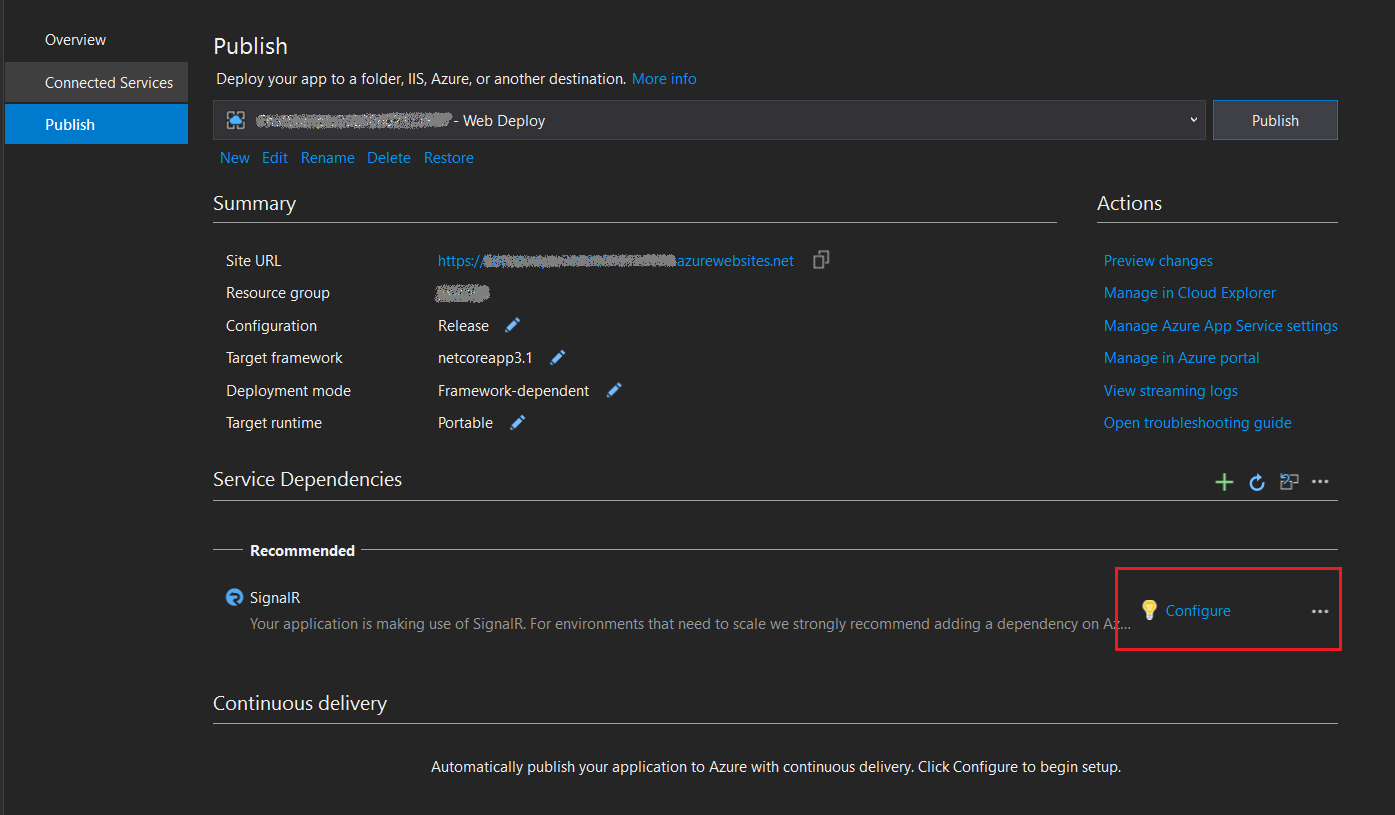 Overview
Connected Services
Publish
Publish
Deploy your app to a folder, IIS, Azure, or another destination. More info
- Web Deploy
Publish
New Edit Rename Delete Restore
Summary
Site URL https:// azurewebsites.net
Resource group
Configuration Release
Target framework netcoreapp3.1
Deployment mode Framework-dependent
Target runtime Portable
Actions
Preview changes
Manage in Cloud Explorer
Manage Azure App Service settings
Manage in Azure portal
View streaming logs
Open troubleshooting guide
Service Dependencies
Recommended
SignalR
Your application is making use of SignalR. For environments that need to scale we strongly recommend adding a dependency on Az...
Configure
Continuous delivery
Automatically publish your application to Azure with continuous delivery. Click Configure to begin setup.